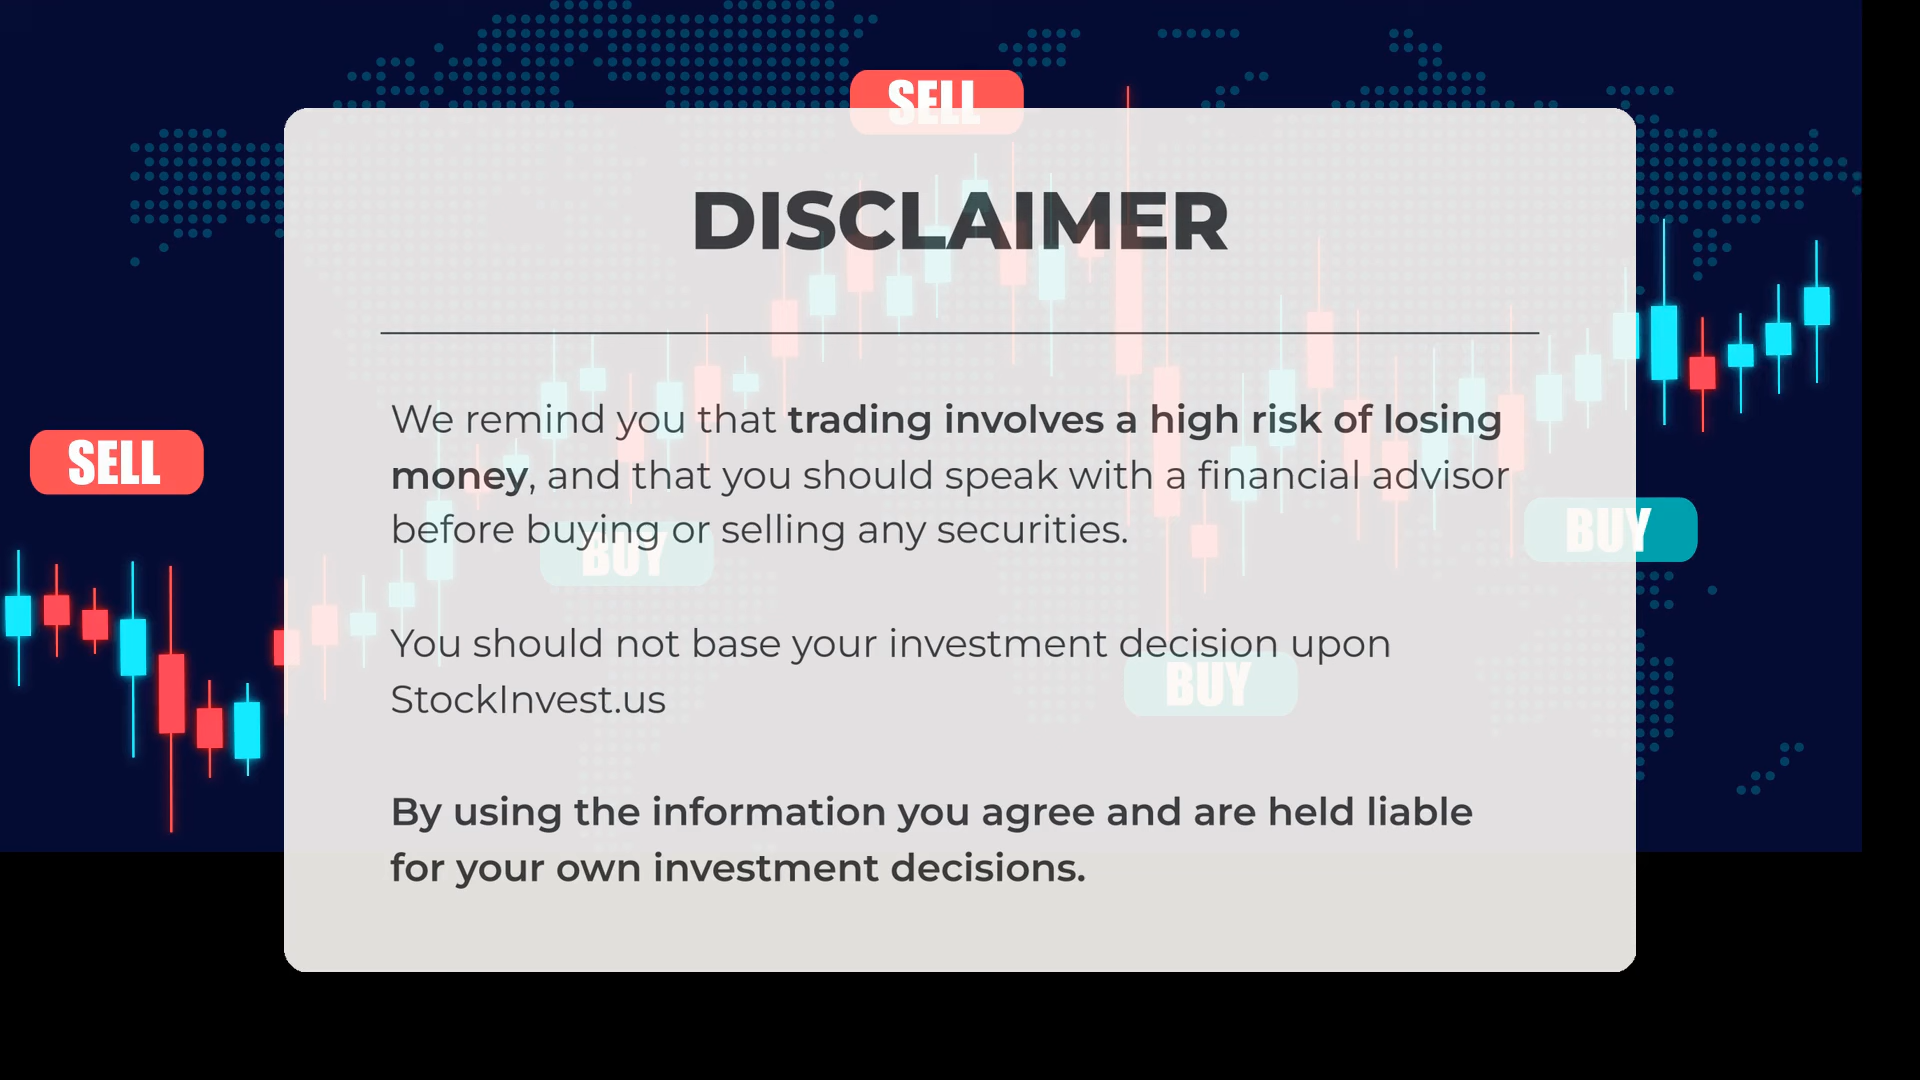 SELL
DISCLAIMER
We remind you that trading involves a high risk of losing
money, and that you should speak with a financial advisor
before buying or selling any securities.
SELL
BUY
BUY
You should not base your investment decision upon
StockInvest.us
BUY
By using the information you agree and are held liable
for your own investment decisions.